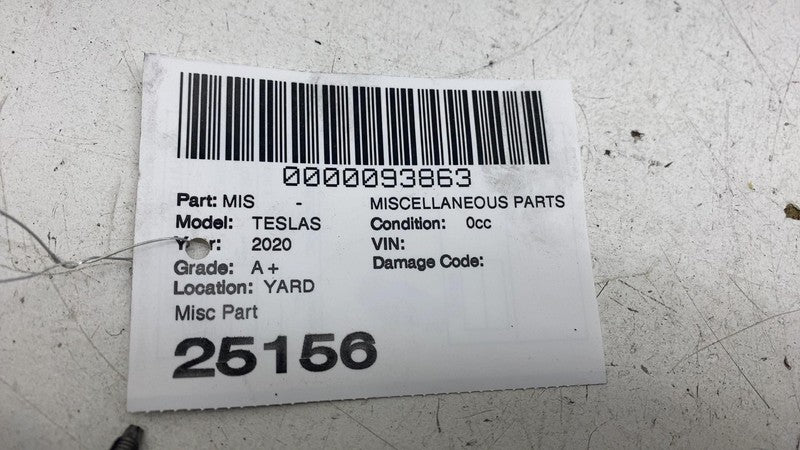 0000093863
Part: MIS - MISCELLANEOUS PARTS
Model: TESLAS Condition: 0cc
Year: 2020 VIN:
Grade: A+ Damage Code:
Location: YARD
Misc Part
25156